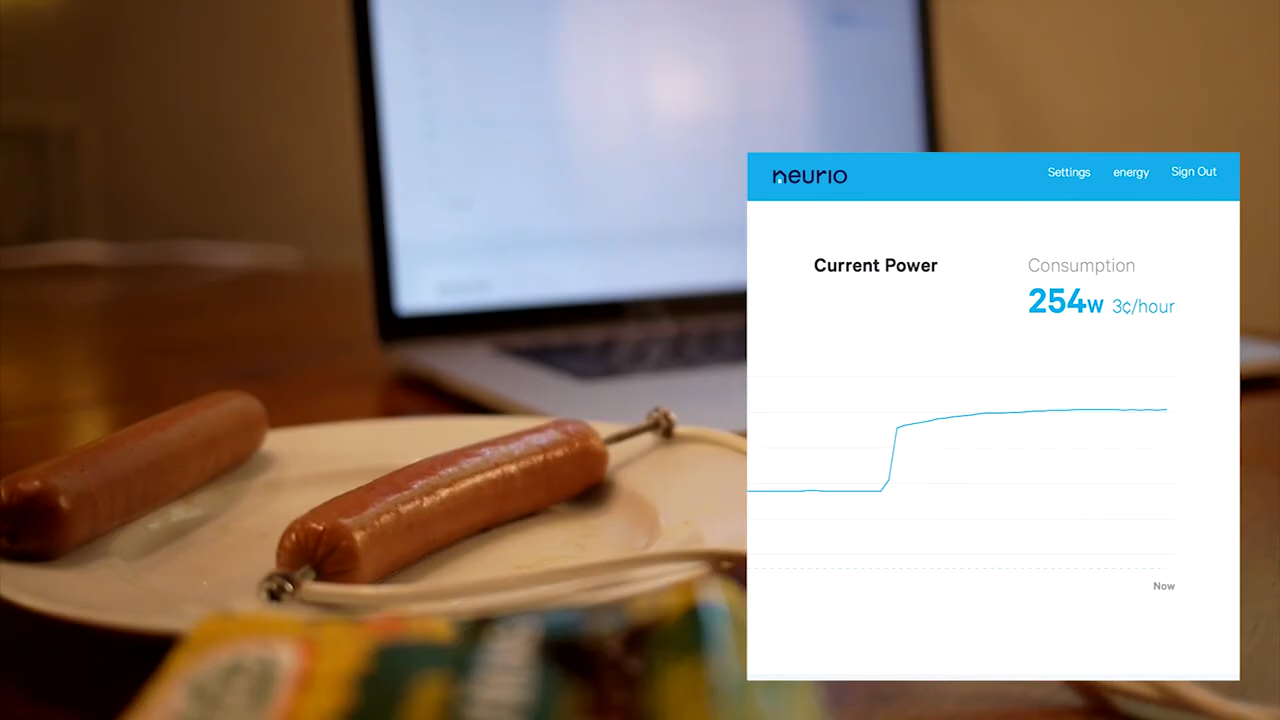 neurio
Settings energy Sign Out
Current Power
Consumption
254w 3¢/hour
Now